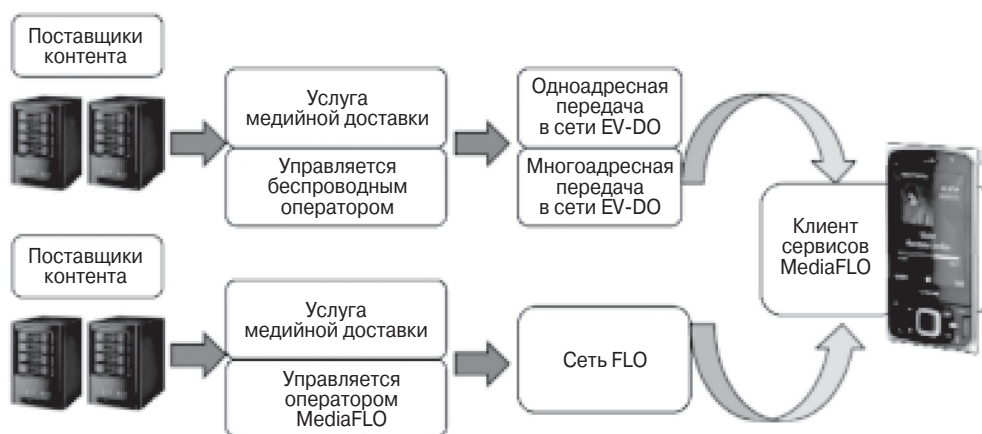 Поставщики
контента
Услуга
медийной доставки
Управляется
беспроводным
оператором
Одноадресная
передача
в сети EV-DO
Многоадресная
передача
в сети EV-DO
Клиент
сервисов
MediaFLO
Поставщики
контента
Услуга
медийной доставки
Управляется
оператором
MediaFLO
Сеть FLO